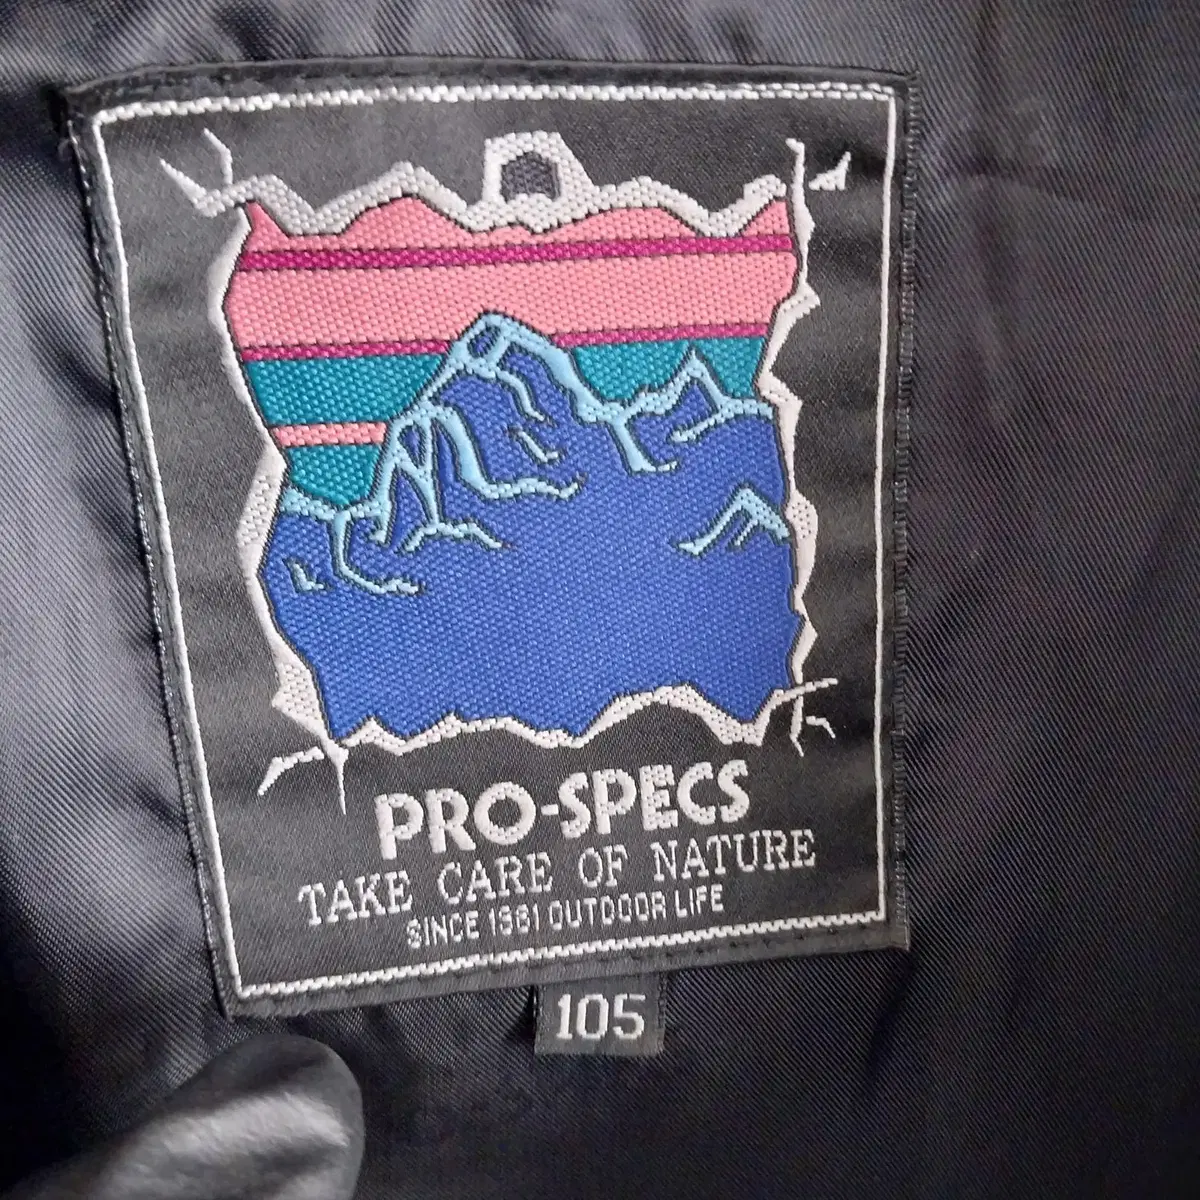 PRO-SPECS
TAKE CARE OF NATURE
SINCE 1981 OUTDOOR LIFE
105